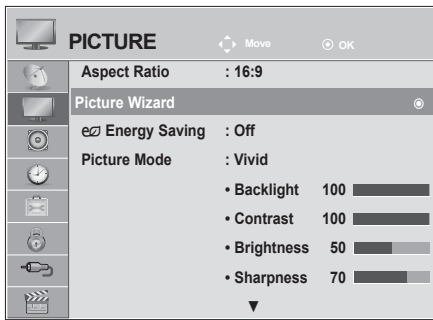 PICTURE Move OK
Aspect Ratio : 16:9
Picture Wizard
Energy Saving : Off
Picture Mode : Vivid
• Backlight 100
• Contrast 100
• Brightness 50
• Sharpness 70